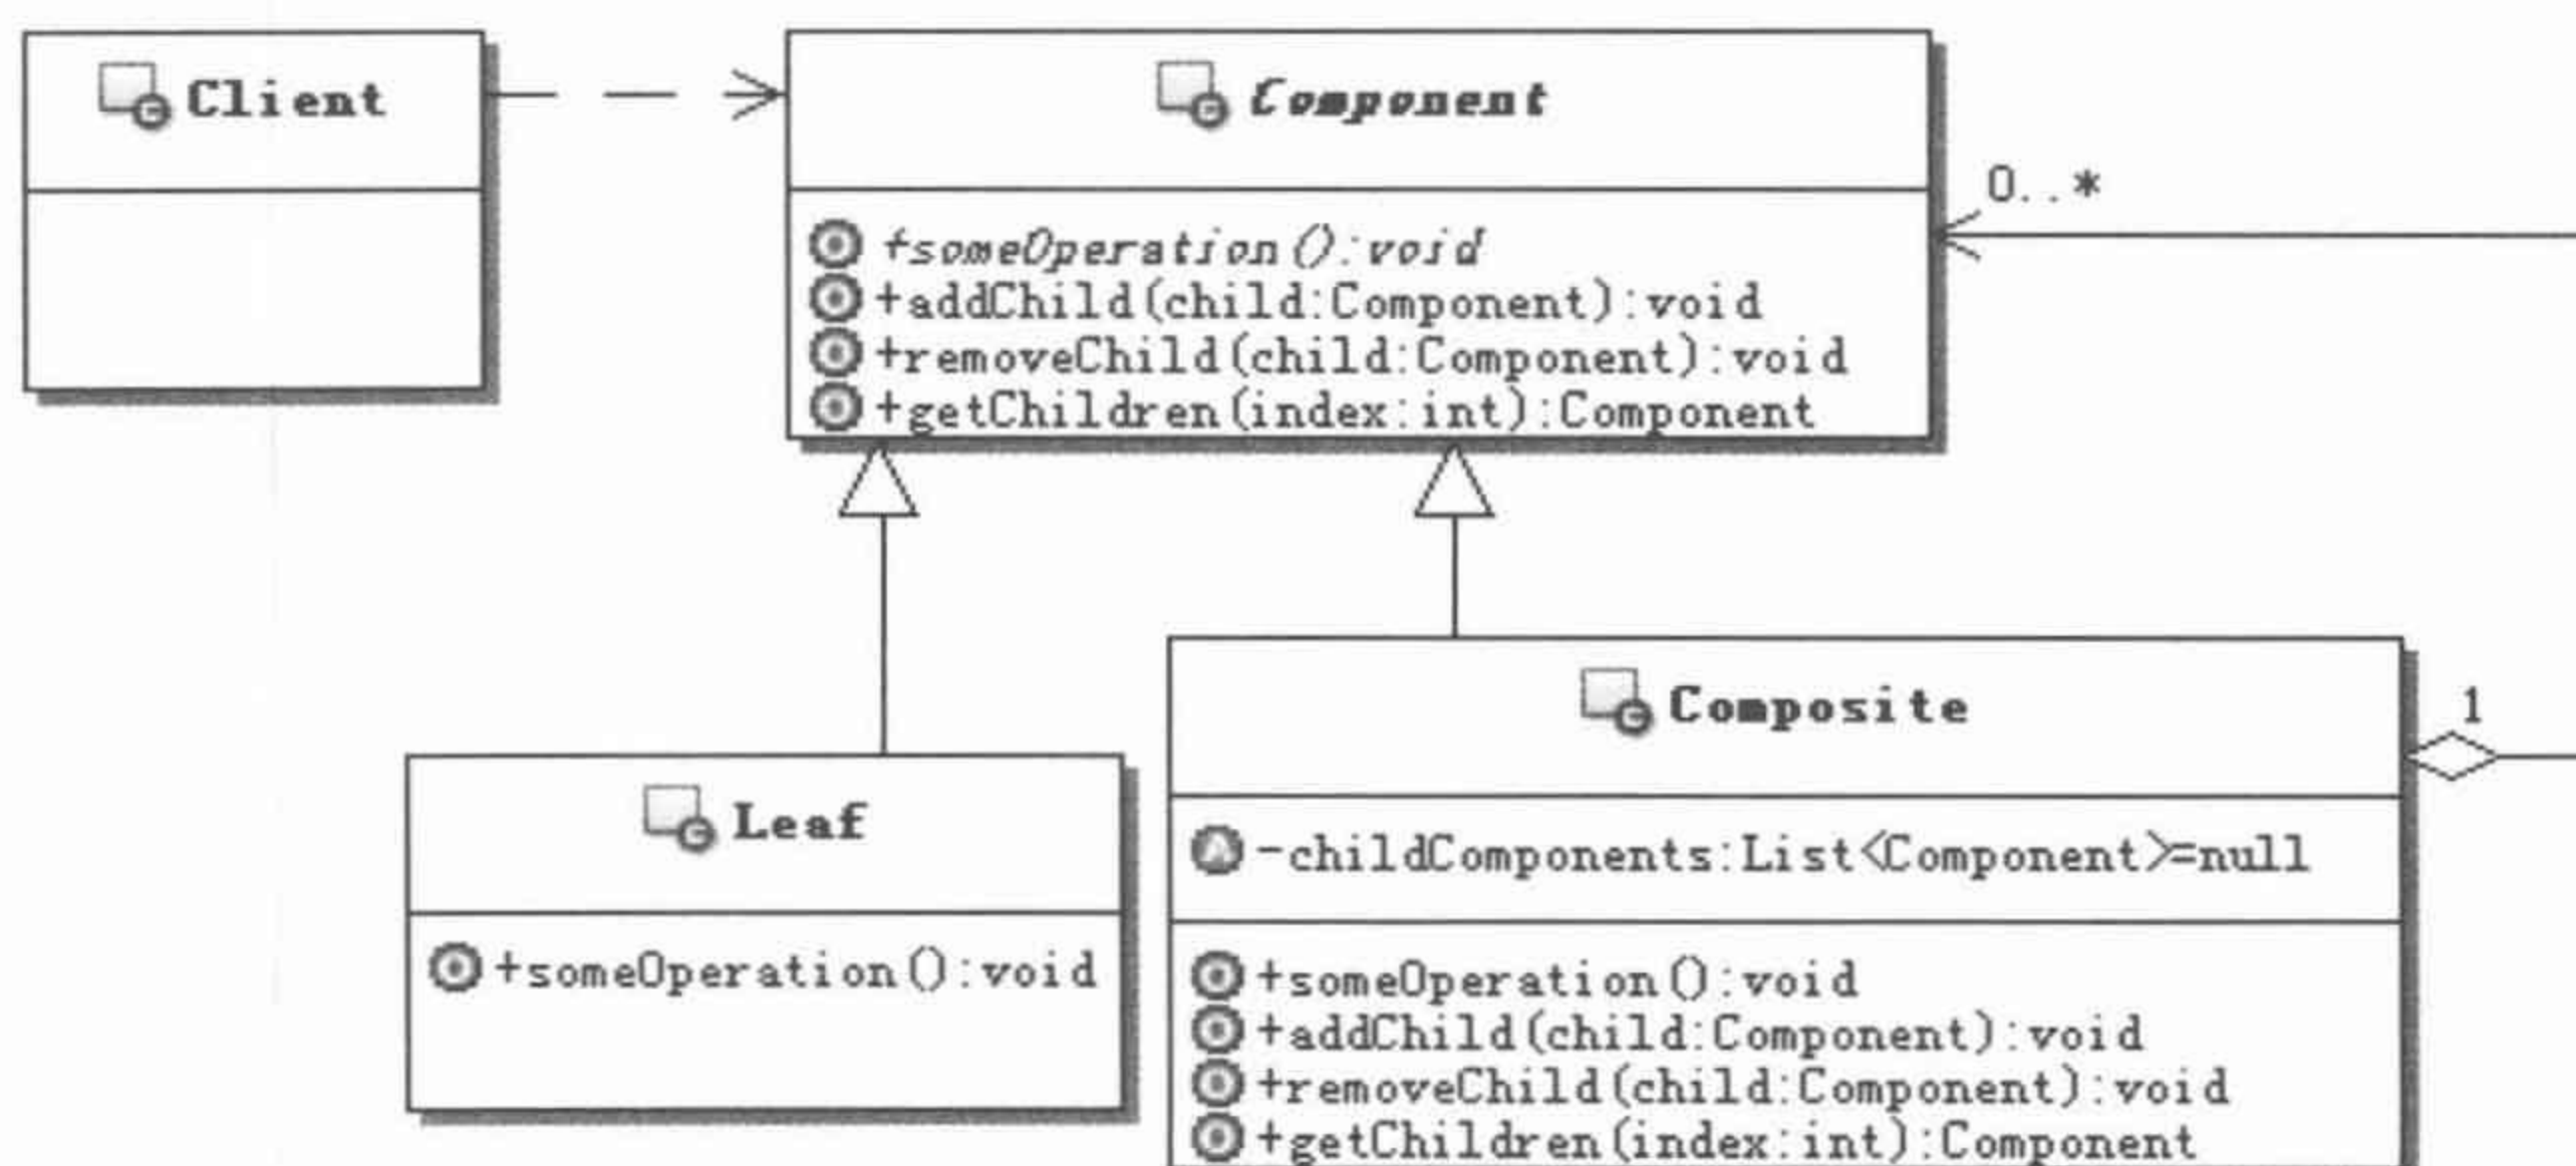 Client
Component
0..*
+someOperation():void
+addChild(child:Component):void
+removeChild(child:Component):void
+getChildren(index:int):Component
Composite
1
Leaf
-childComponents:List<Component>=null
+someOperation():void
+someOperation():void
+addChild(child:Component):void
+removeChild(child:Component):void
+getChildren(index:int):Component